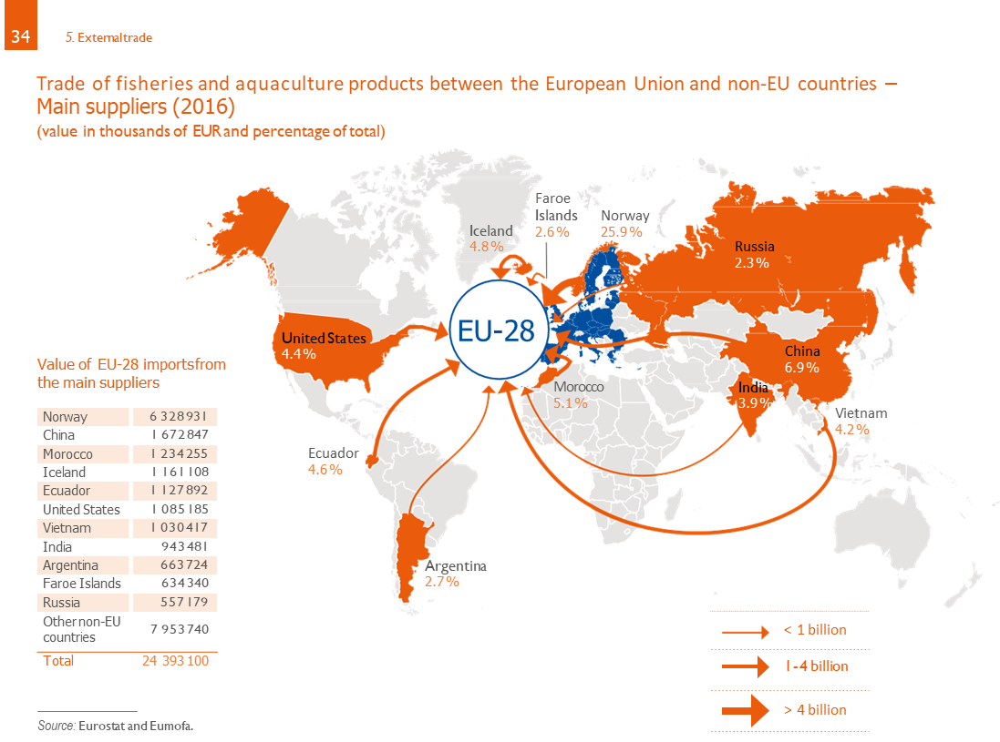 34
5. External trade
Trade of fisheries and aquaculture products between the European Union and non-EU countries –
Main suppliers (2016)
(value in thousands of EUR and percentage of total)
Faroe
Islands
2.6 %
Norway
25.9 %
Iceland
4.8 %
Russia
2.3 %
EU-28
United States
4.4 %
China
6.9 %
Morocco
5.1 %
India
3.9 %
Vietnam
4.2 %
Ecuador
4.6 %
Argentina
2.7 %
Value of EU-28 imports from
the main suppliers
Norway 6 328 931
China 1 672 847
Morocco 1 234 255
Iceland 1 161 108
Ecuador 1 127 892
United States 1 085 185
Vietnam 1 030 417
India 943 481
Argentina 663 724
Faroe Islands 634 340
Russia 557 179
Other non-EU
countries 7 953 740
Total 24 393 100
< 1 billion
1 - 4 billion
> 4 billion
Source: Eurostat and Eumofa.